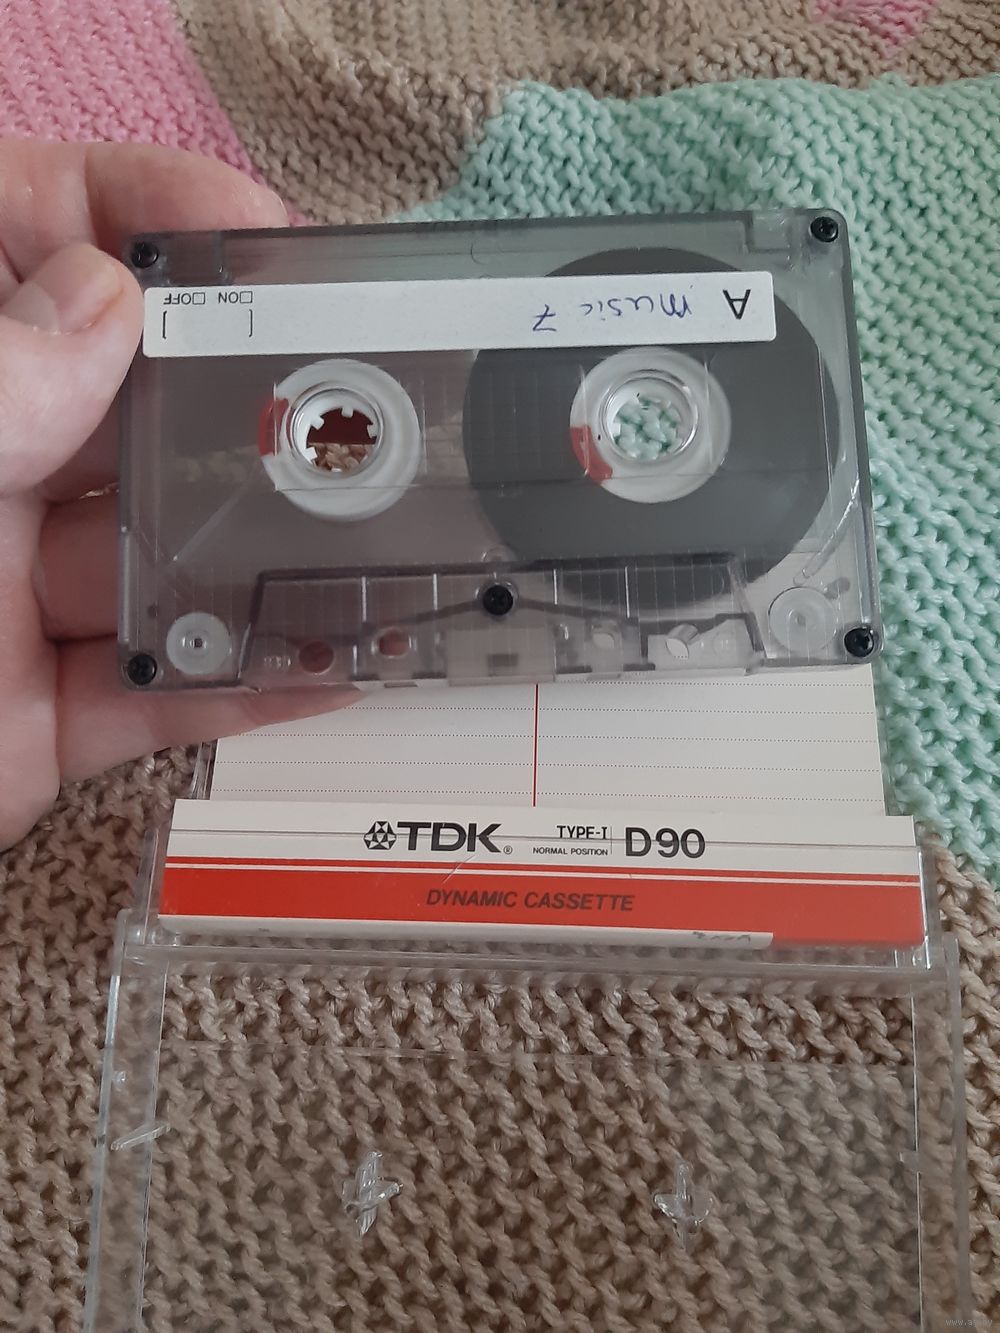 A music 7
□ON □OFF
[ ]
TDK® TYPE-I D90
NORMAL POSITION
DYNAMIC CASSETTE